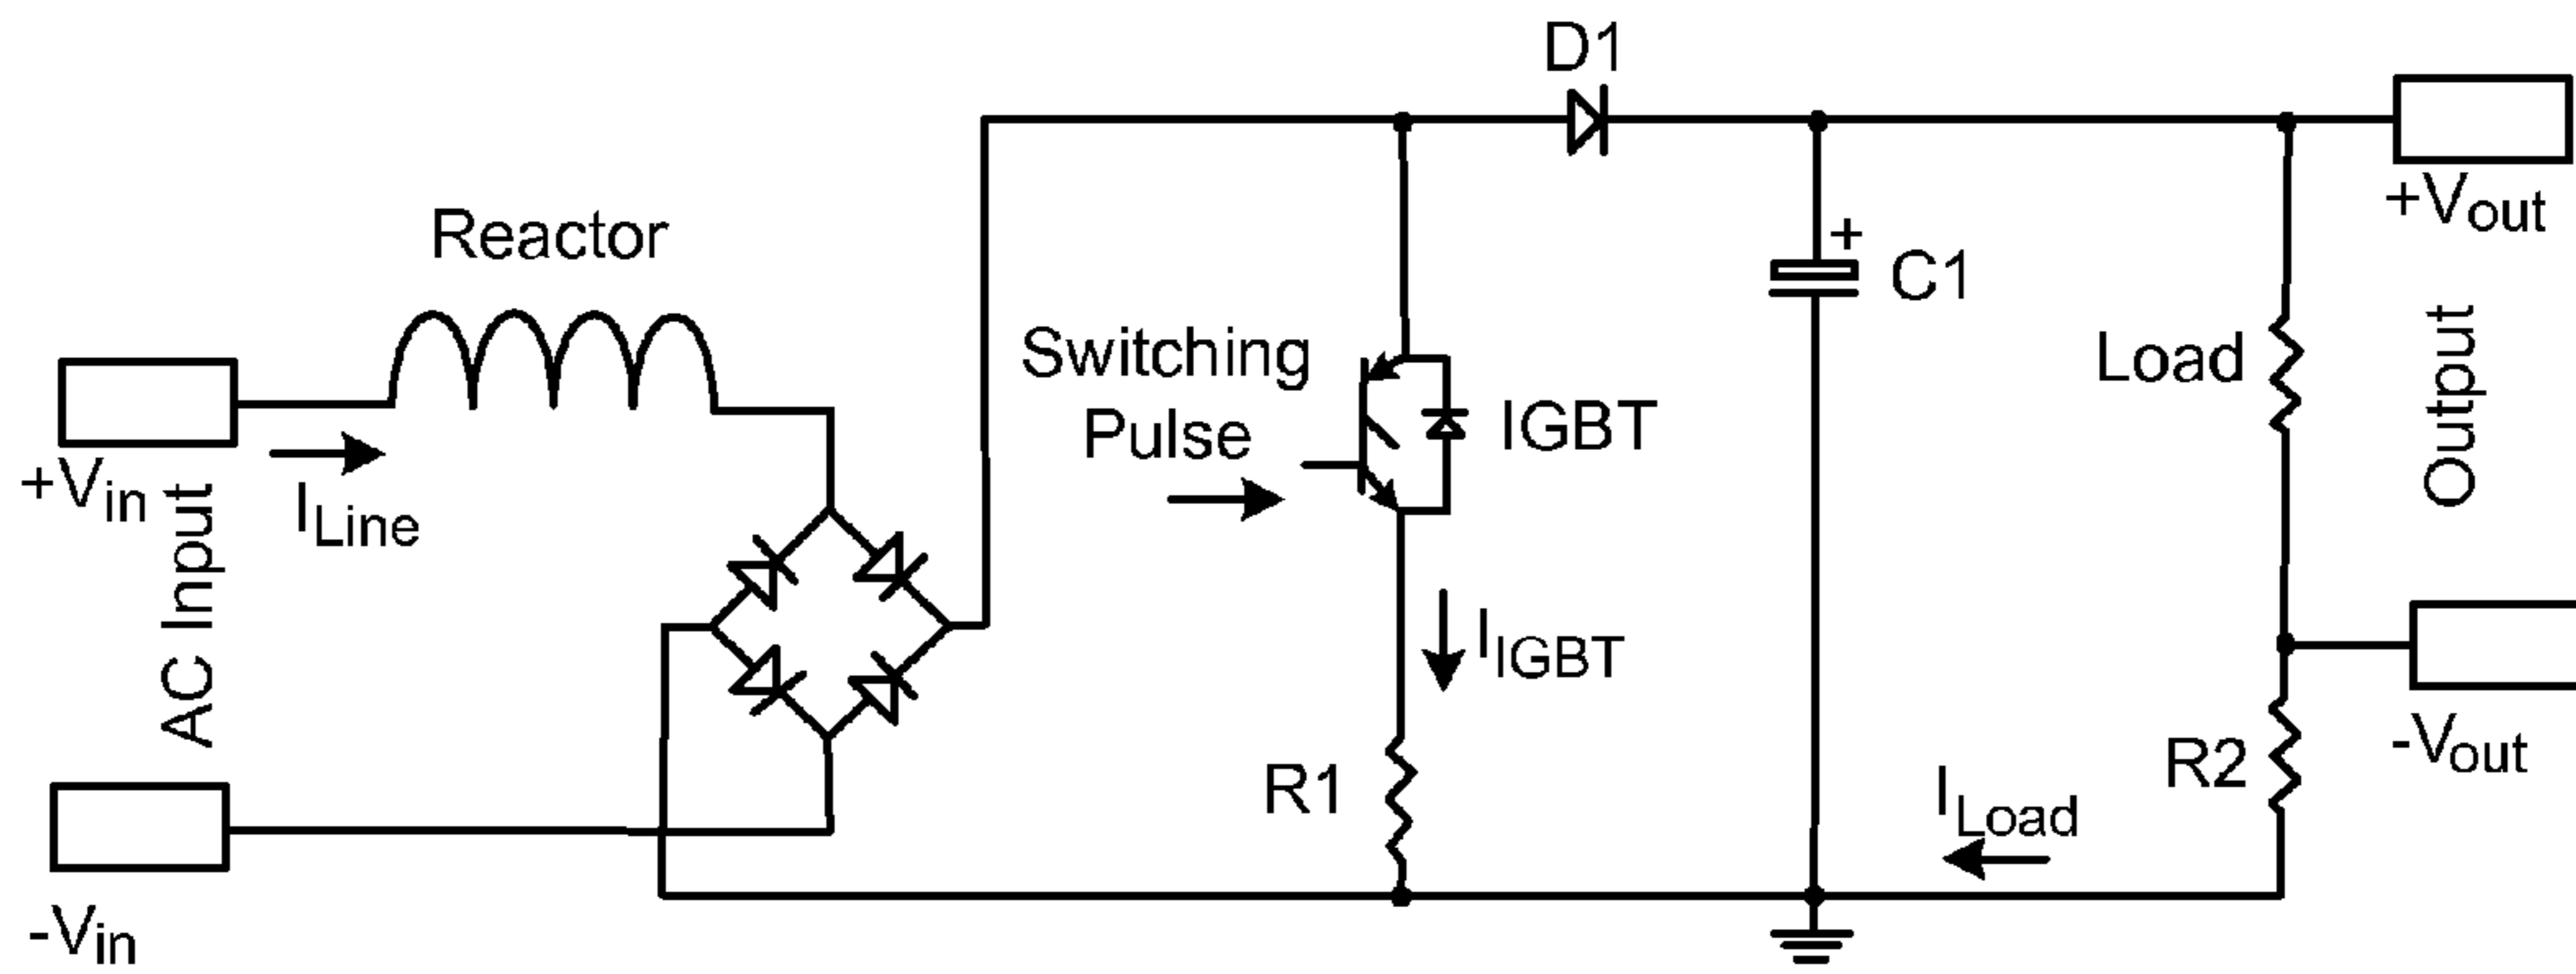 D1
+Vout
Reactor
+
C1
Switching
Pulse
IGBT
Load
Output
+Vin
ILine
AC Input
IIGBT
-Vout
R1
R2
ILoad
-Vin